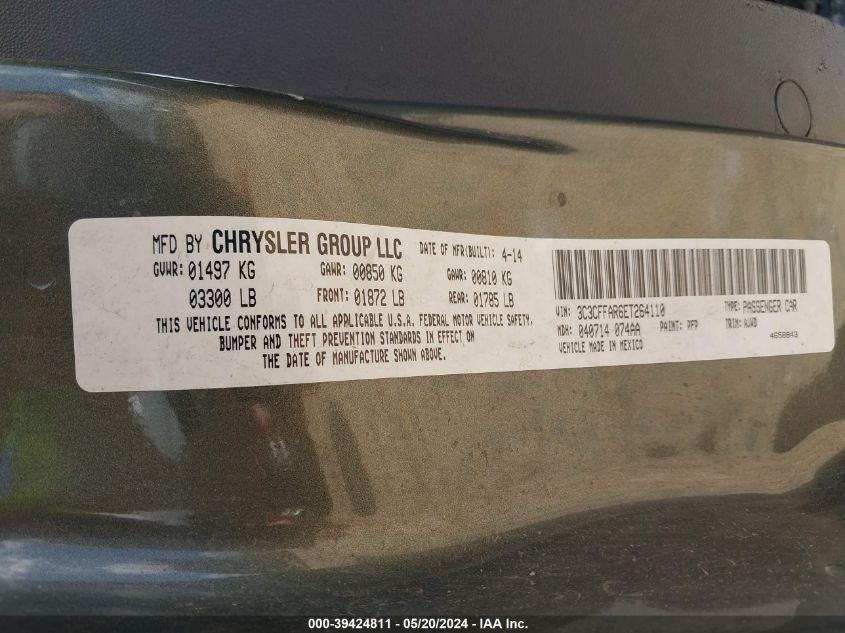 MFD BY CHRYSLER GROUP LLC DATE OF MFR(BUILT): 4-14
GVWR: 01497 KG GAWR: 00850 KG GAWR: 00810 KG
03300 LB FRONT: 01872 LB REAR: 01785 LB
THIS VEHICLE CONFORMS TO ALL APPLICABLE U.S.A. FEDERAL MOTOR VEHICLE SAFETY,
BUMPER AND THEFT PREVENTION STANDARDS IN EFFECT ON
THE DATE OF MANUFACTURE SHOWN ABOVE.
VIN: 3C3CFFAR6ET264110 TYPE: PASSENGER CAR
MDH: 040714 074AA PAINT: PFP TRIM: AJWD
VEHICLE MADE IN MEXICO 4658843
000-39424811 - 05/20/2024 - IAA Inc.